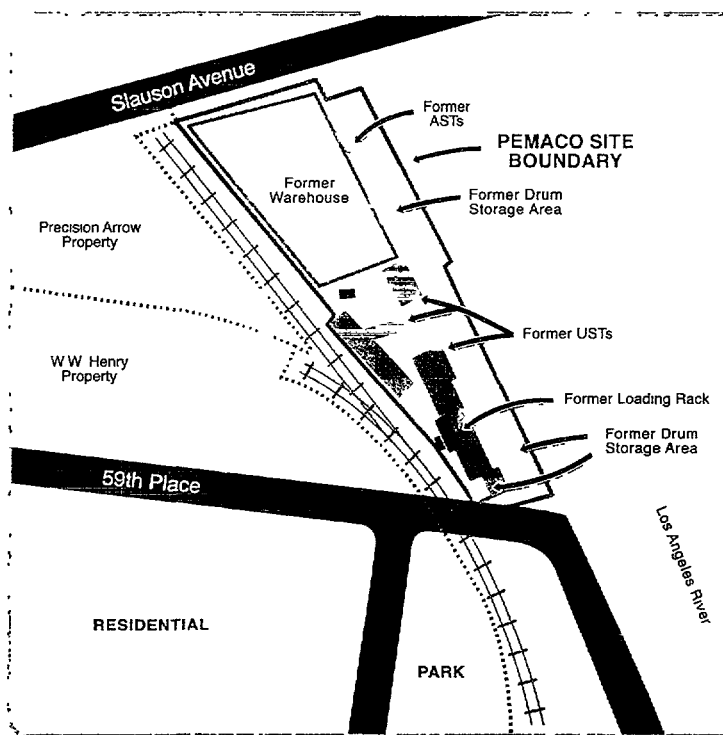 Slauson Avenue
Former
ASTs
PEMACO SITE
BOUNDARY
Former
Warehouse
Former Drum
Storage Area
Precision Arrow
Property
Former USTs
W W Henry
Property
Former Loading Rack
Former Drum
Storage Area
59th Place
Los Angeles River
RESIDENTIAL
PARK